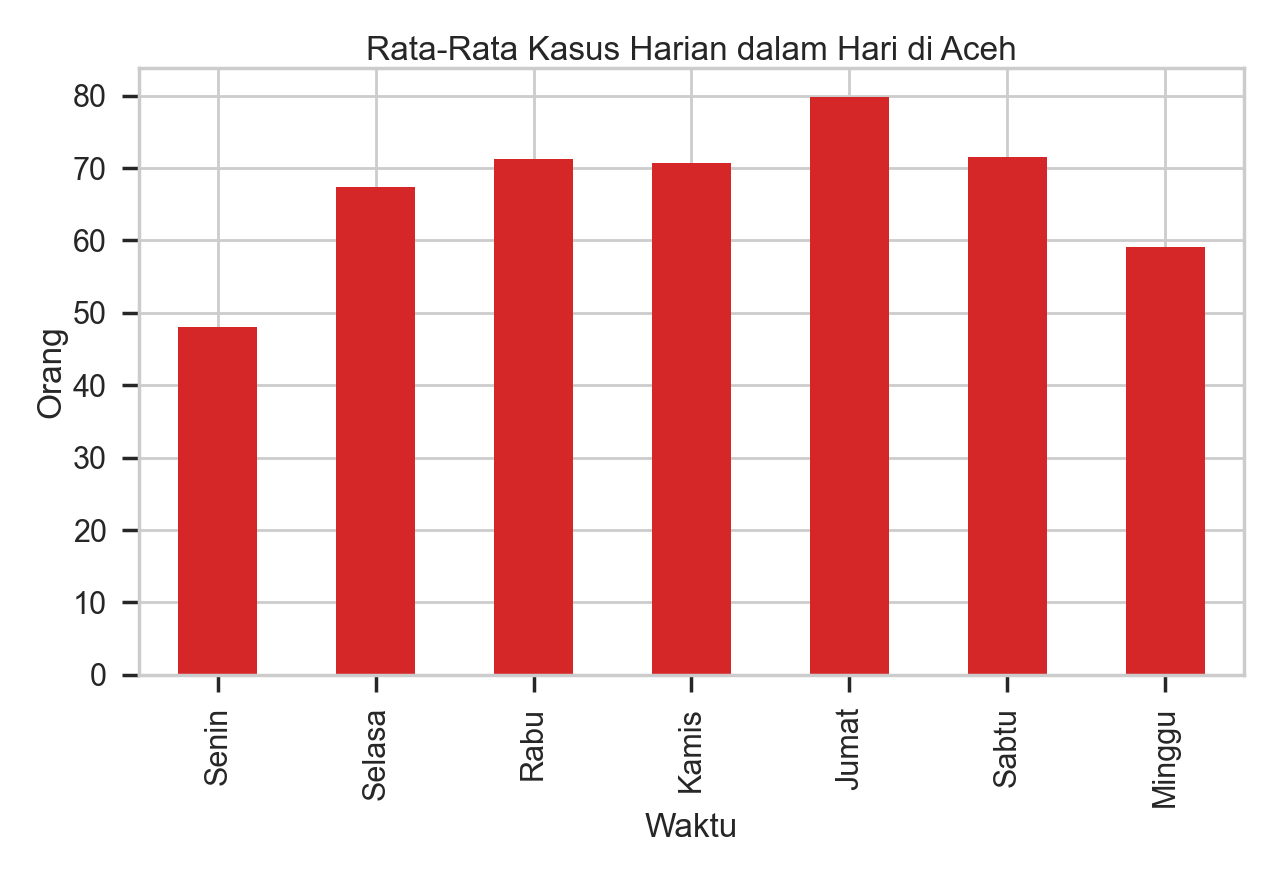 Rata-Rata Kasus Harian dalam Hari di Aceh
80
70
60
50
40
30
20
10
0
Orang
Senin
Selasa
Rabu
Kamis
Jumat
Sabtu
Minggu
Waktu